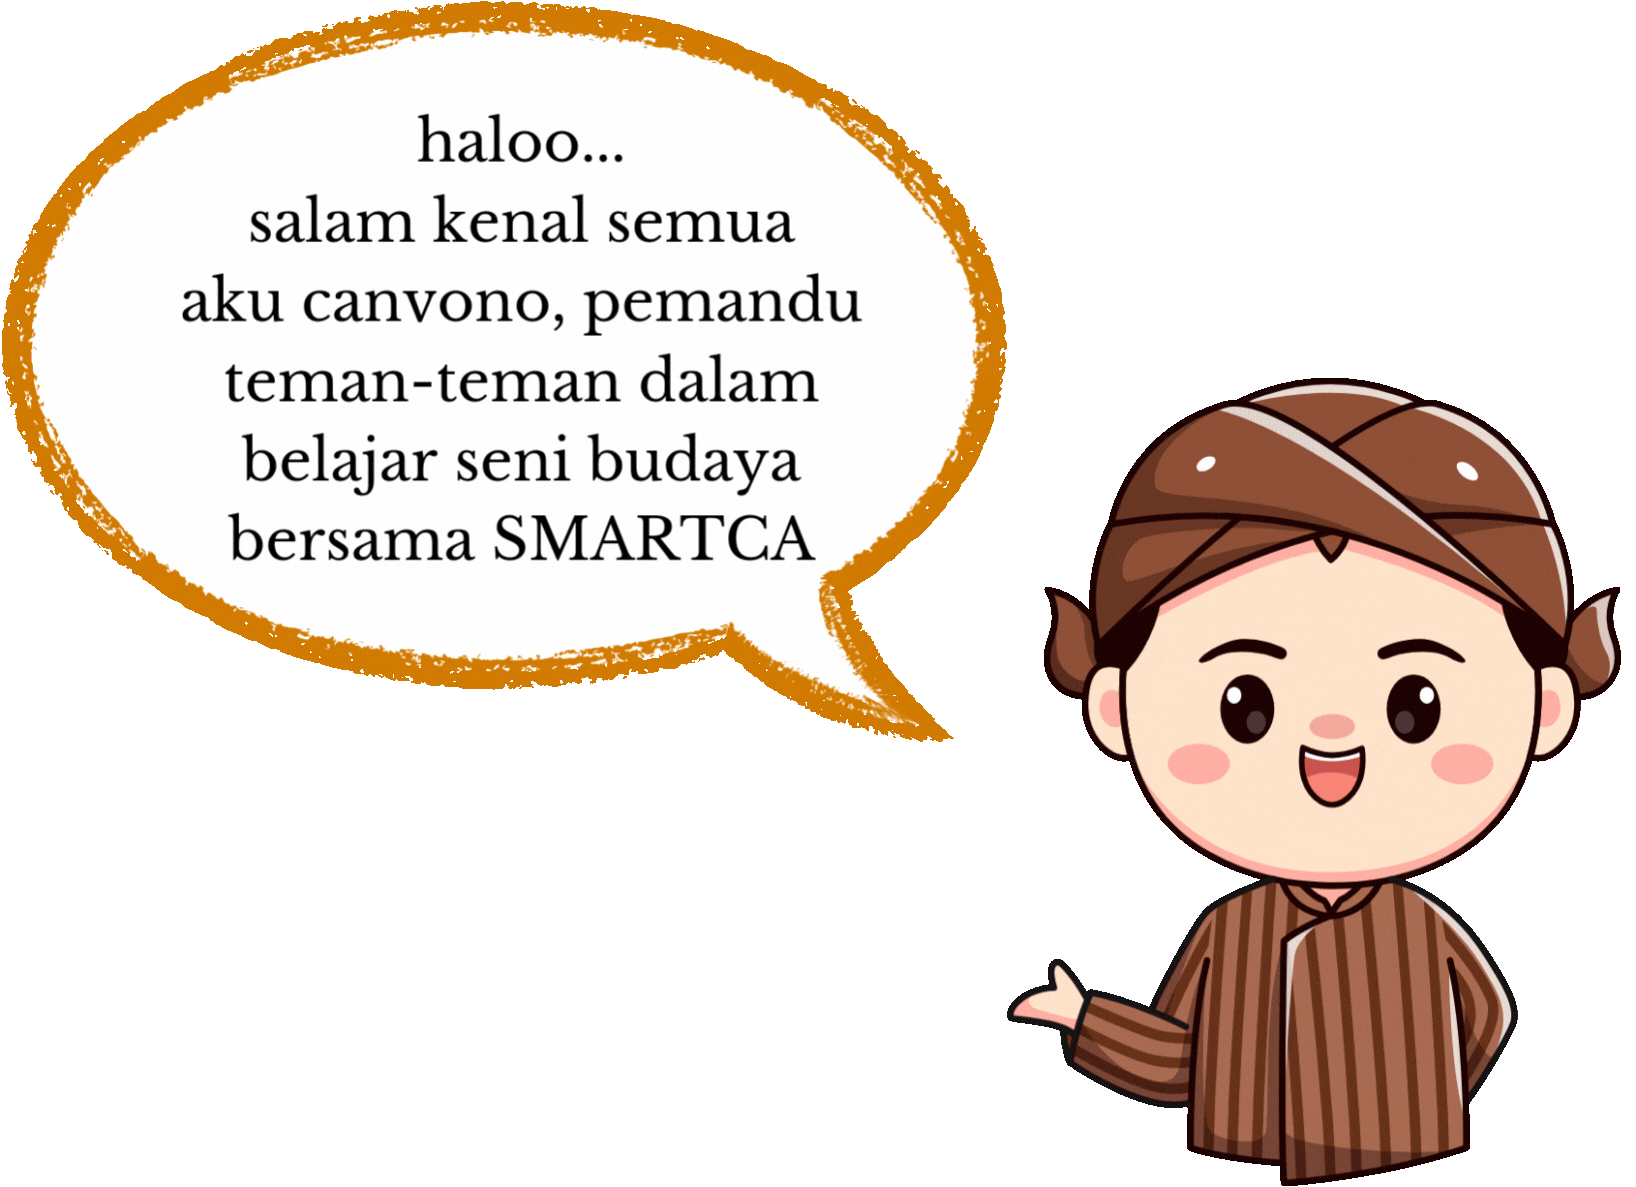 haloo...
salam kenal semua
aku canvono, pemandu
teman-teman dalam
belajar seni budaya
bersama SMARTCA